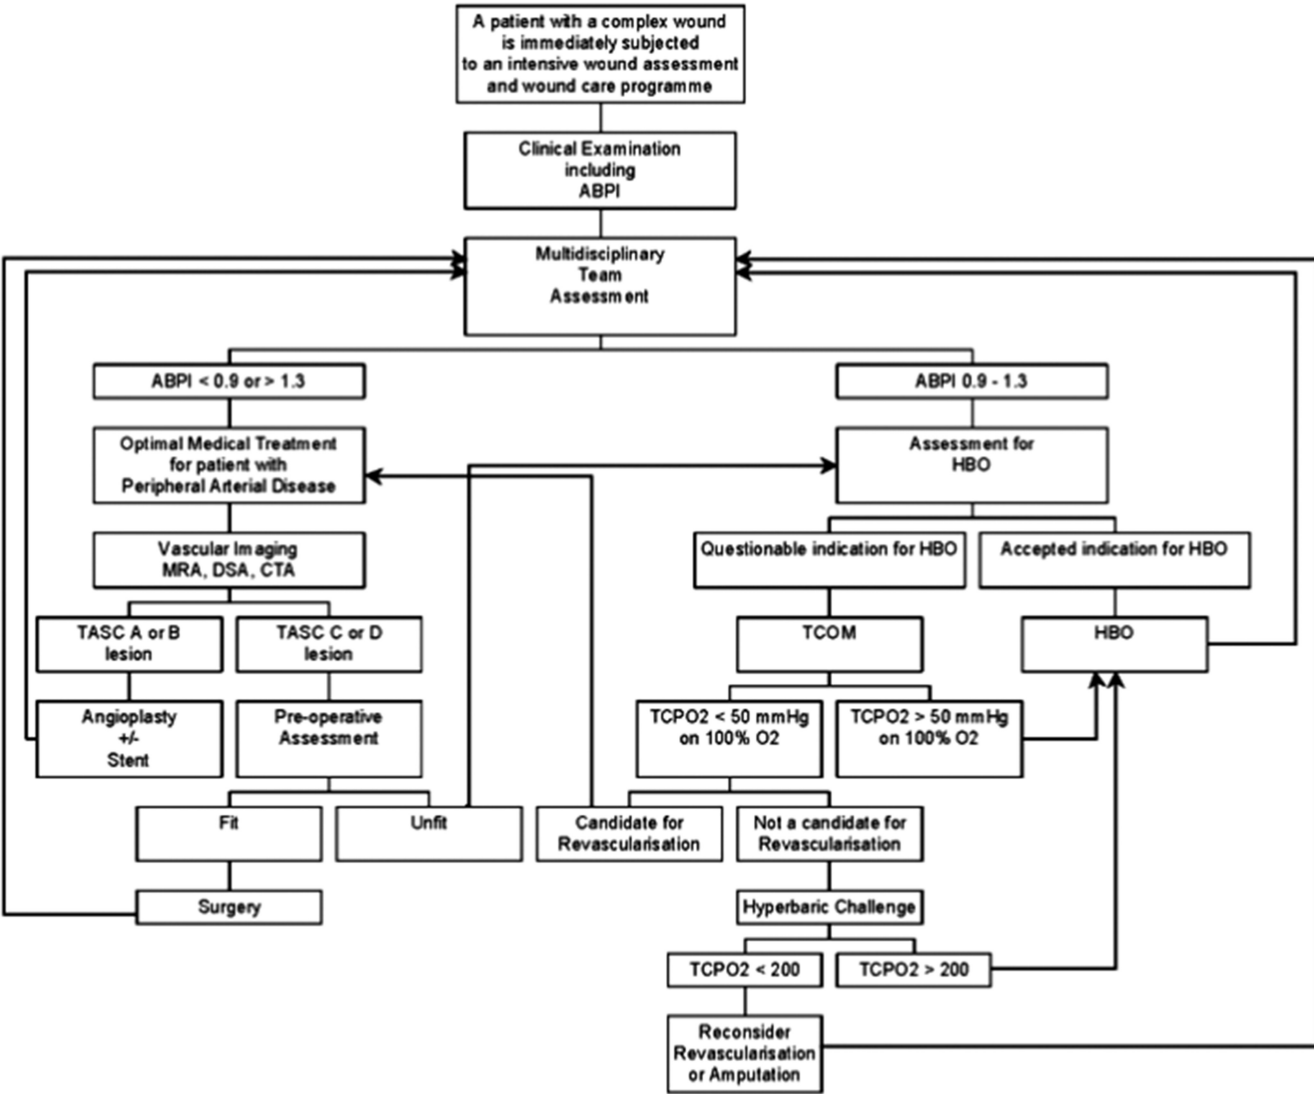 A patient with a complex wound
is immediately subjected
to an intensive wound assessment
and wound care programme
Clinical Examination
including
ABPI
Multidisciplinary
Team
Assessment
ABPI < 0.9 or > 1.3
ABPI 0.9 - 1.3
Optimal Medical Treatment
for patient with
Peripheral Arterial Disease
Assessment for
HBO
Vascular Imaging
MRA, DSA, CTA
Questionable indication for HBO
Accepted indication for HBO
TASC A or B
lesion
TASC C or D
lesion
TCOM
HBO
Angioplasty
+/-
Stent
Pre-operative
Assessment
TCPO2 < 50 mmHg
on 100% O2
TCPO2 > 50 mmHg
on 100% O2
Fit
Unfit
Candidate for
Revascularisation
Not a candidate for
Revascularisation
Surgery
Hyperbaric Challenge
TCPO2 < 200
TCPO2 > 200
Reconsider
Revascularisation
or Amputation